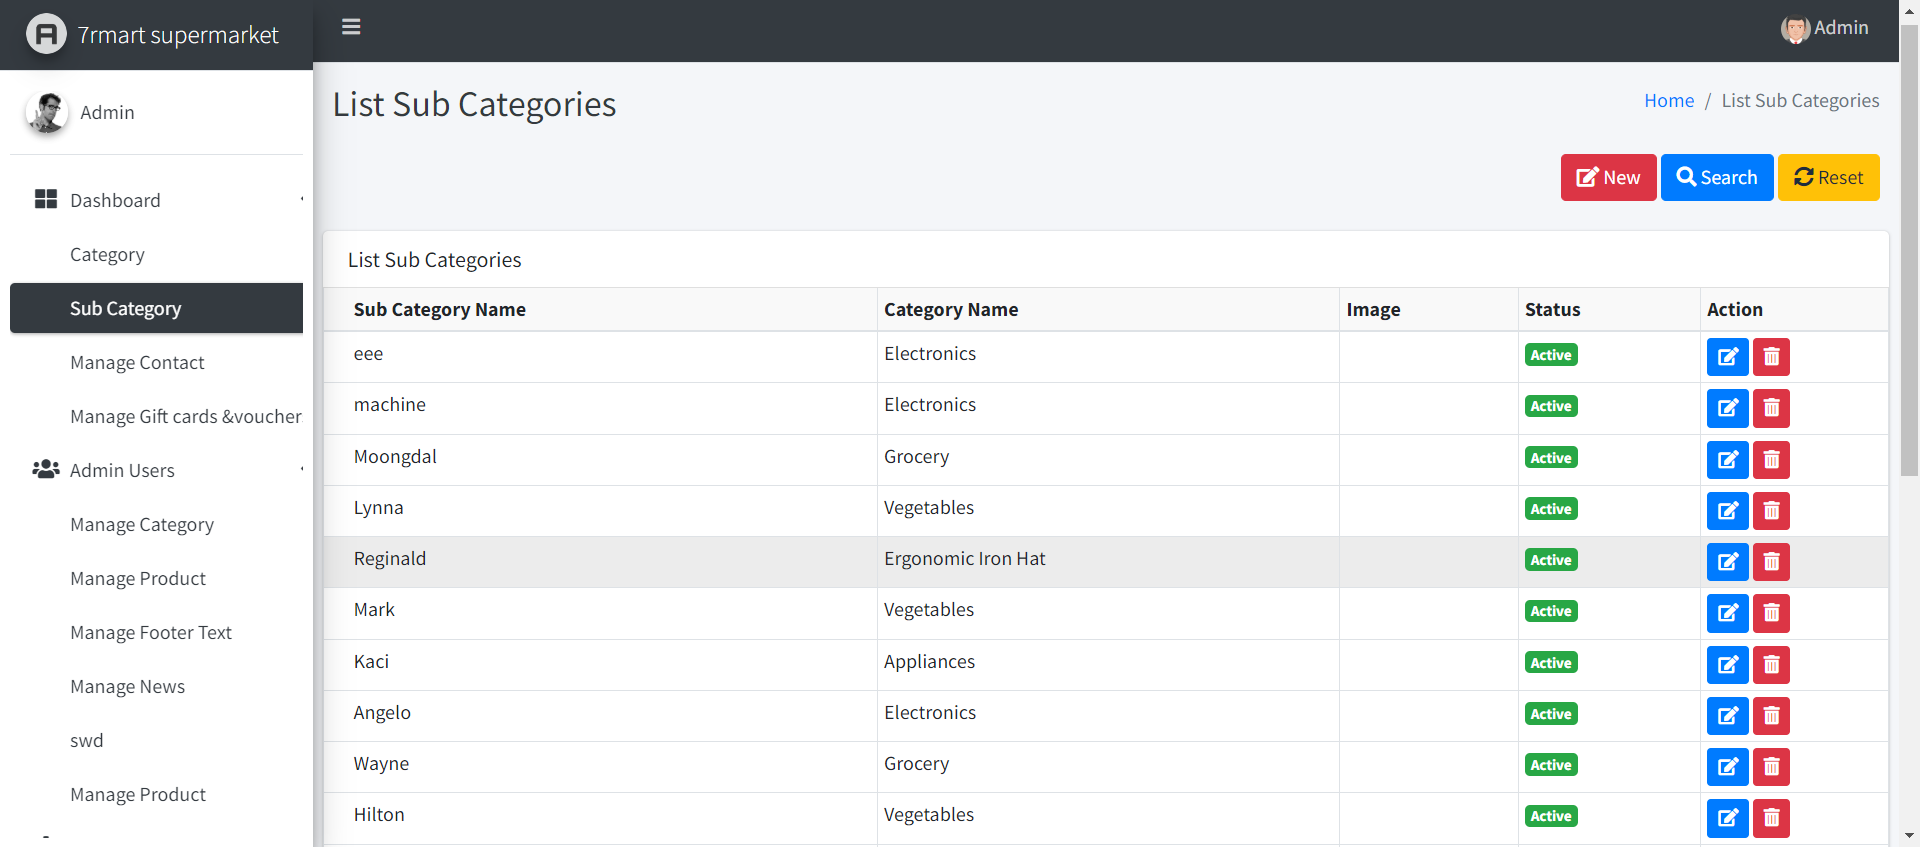 7rmart supermarket
Admin
Admin
Dashboard
Category
Sub Category
Manage Contact
Manage Gift cards &voucher
Admin Users
Manage Category
Manage Product
Manage Footer Text
Manage News
swd
Manage Product
List Sub Categories
Home / List Sub Categories
New Search Reset
List Sub Categories
Sub Category Name Category Name Image Status Action
eee Electronics Active
machine Electronics Active
Moongdal Grocery Active
Lynna Vegetables Active
Reginald Ergonomic Iron Hat Active
Mark Vegetables Active
Kaci Appliances Active
Angelo Electronics Active
Wayne Grocery Active
Hilton Vegetables Active